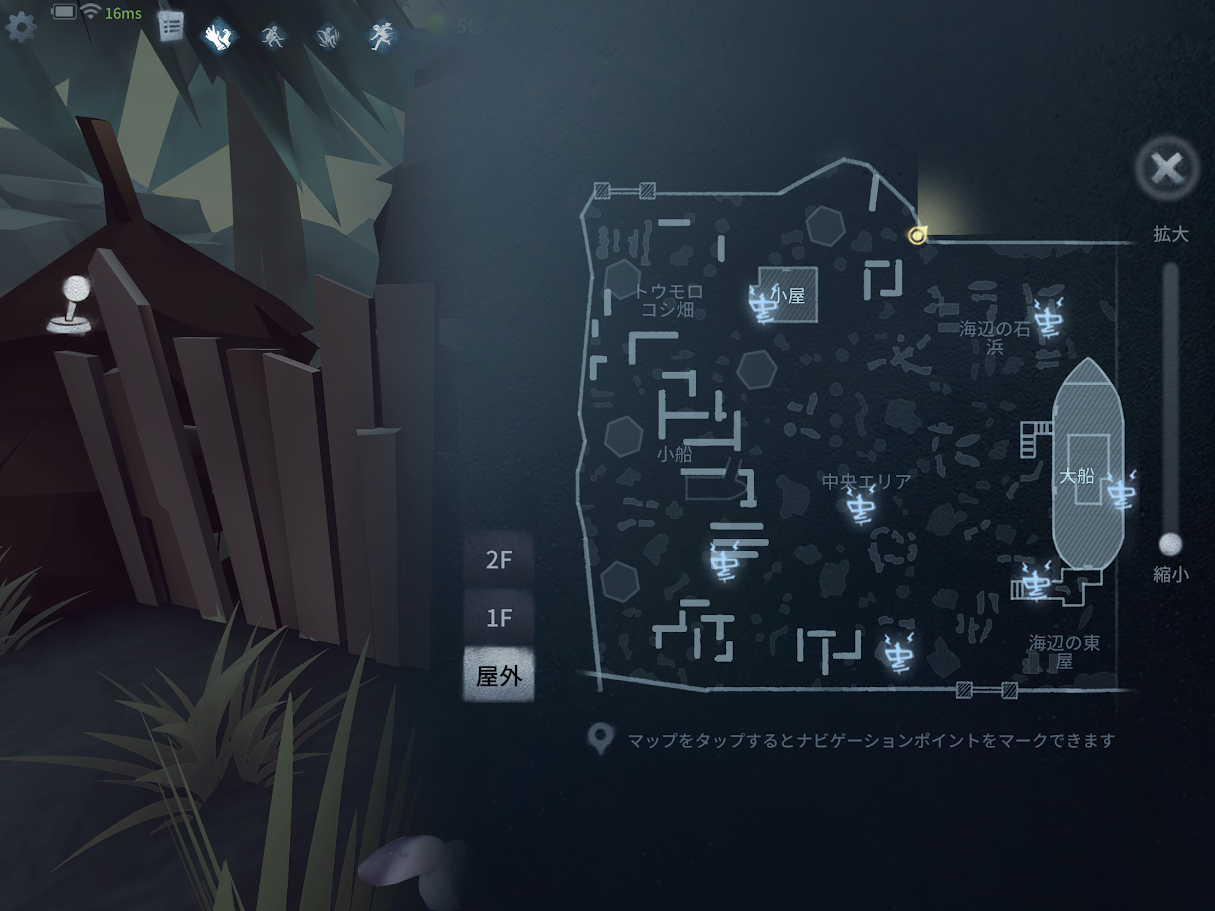 16ms
拡大
小屋
トウモロ
コシ畑
海辺の石
浜
小船
中央エリア
大船
2F
1F
屋外
縮小
海辺の東
屋
マップをタップするとナビゲーションポイントをマークできます